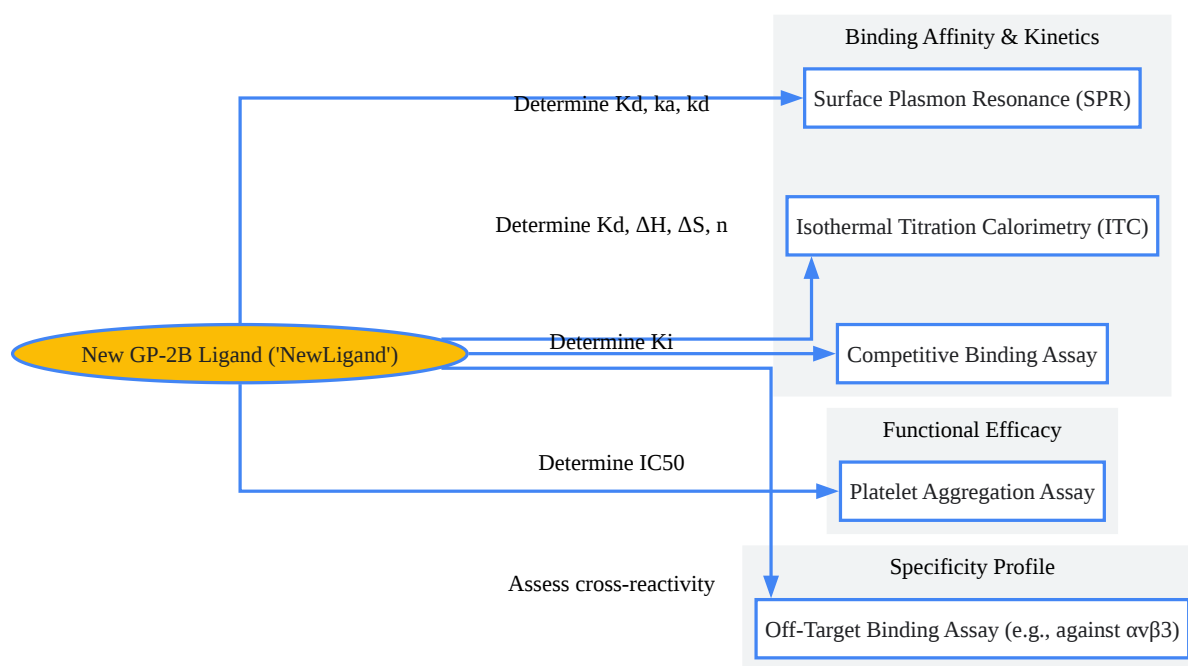 Binding Affinity & Kinetics
Determine Kd, ka, kd
Surface Plasmon Resonance (SPR)
Determine Kd, ΔH, ΔS, n
Isothermal Titration Calorimetry (ITC)
New GP-2B Ligand ('NewLigand')
Determine Ki
Competitive Binding Assay
Functional Efficacy
Determine IC50
Platelet Aggregation Assay
Specificity Profile
Assess cross-reactivity
Off-Target Binding Assay (e.g., against αvβ3)